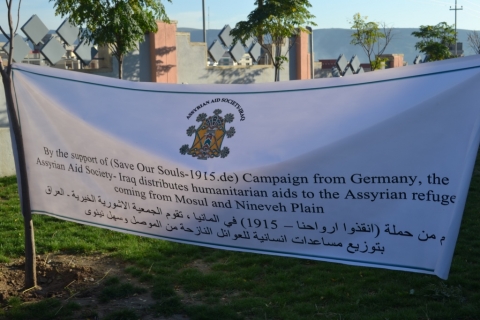 ASSYRIAN AID SOCIETY(IRAQ)
By the support of (Save Our Souls-1915.de) Campaign from Germany, the
Assyrian Aid Society- Iraq distributes humanitarian aids to the Assyrian refuge
coming from Mosul and Nineveh Plain
م من حملة (انقذوا ارواحنا – 1915) في المانيا، تقوم الجمعية الاشورية الخيرية - العراق
بتوزيع مساعدات انسانية للعوائل النازحة من الموصل وسهل نينوى